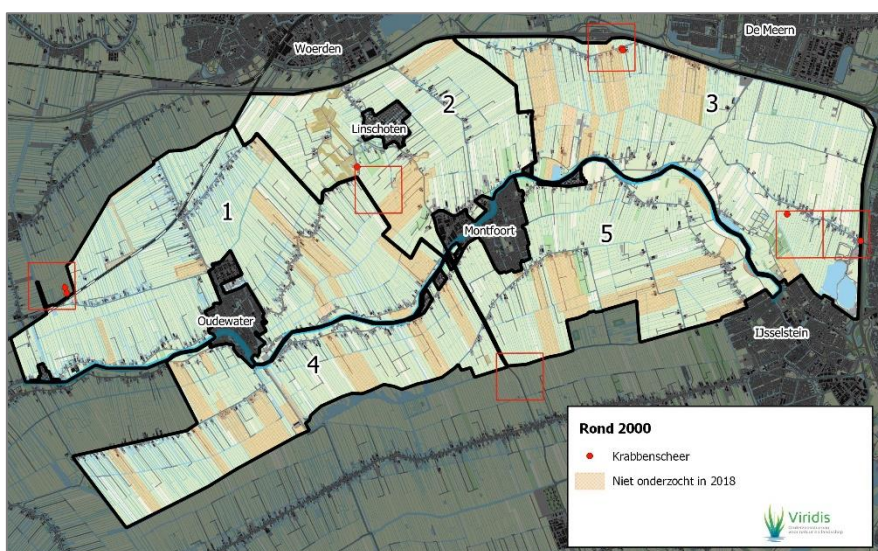 De Meern
Woerden
2
3
Linschoten
1
Montfoort
5
Oudewater
IJsselstein
4
Rond 2000
Krabbenscheer
Niet onderzocht in 2018
Viridis